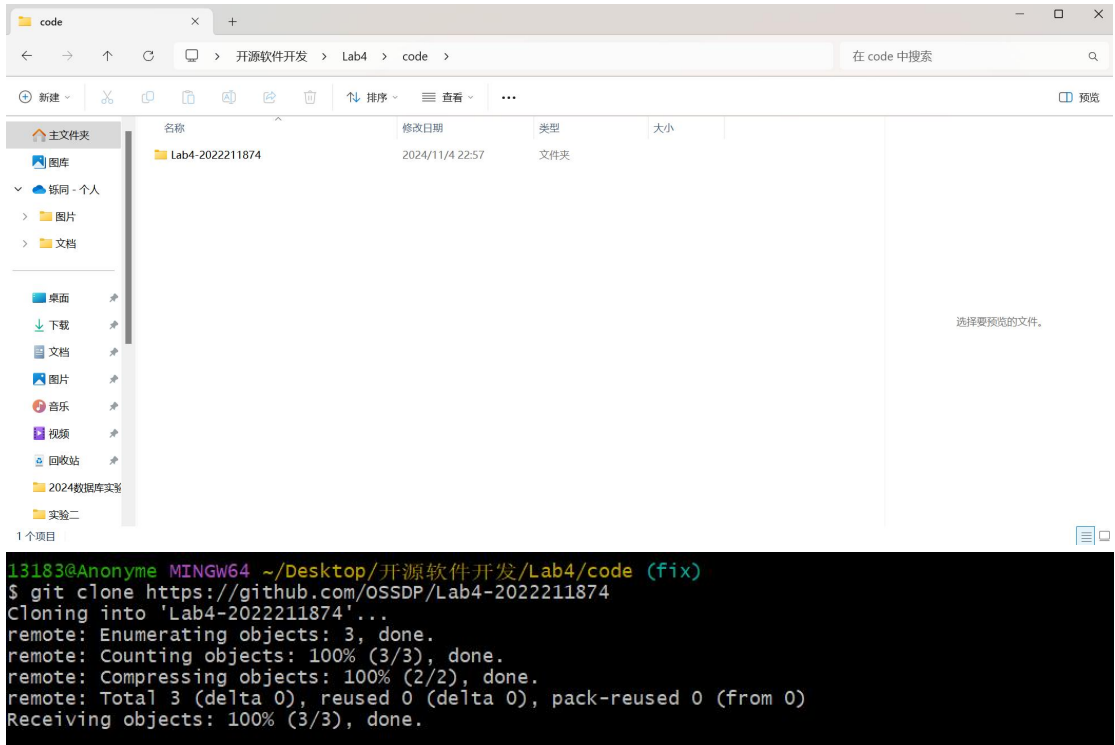 code
开源软件开发 > Lab4 > code >
在 code 中搜索
新建
排序
查看
预览
名称 修改日期 类型 大小
Lab4-2022211874 2024/11/4 22:57 文件夹
主文件夹
图库
铄同 - 个人
图片
文档
桌面
下载
文档
图片
音乐
视频
回收站
2024数据库实验
实验二
选择要预览的文件。
1 个项目
13183@Anonyme MINGW64 ~/Desktop/开源软件开发/Lab4/code (fix)
$ git clone https://github.com/OSSDP/Lab4-2022211874
Cloning into 'Lab4-2022211874'...
remote: Enumerating objects: 3, done.
remote: Counting objects: 100% (3/3), done.
remote: Compressing objects: 100% (2/2), done.
remote: Total 3 (delta 0), reused 0 (delta 0), pack-reused 0 (from 0)
Receiving objects: 100% (3/3), done.